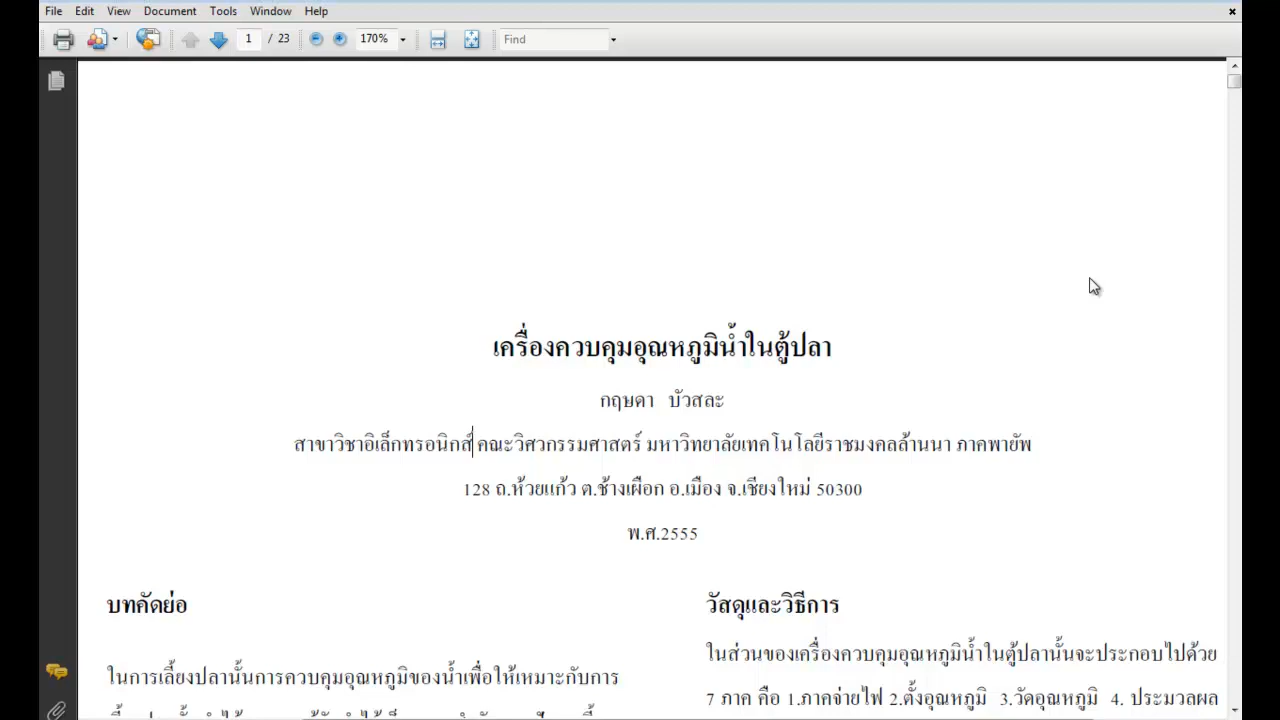 File Edit View Document Tools Window Help
1 / 23 170% Find
เครื่องควบคุมอุณหภูมิน้ำในตู้ปลา
กฤษดา บัวสละ
สาขาวิชาอิเล็กทรอนิกส์ คณะวิศวกรรมศาสตร์ มหาวิทยาลัยเทคโนโลยีราชมงคลล้านนา ภาคพายัพ
128 ถ.ห้วยแก้ว ต.ช้างเผือก อ.เมือง จ.เชียงใหม่ 50300
พ.ศ.2555
บทคัดย่อ
ในการเลี้ยงปลานั้นการควบคุมอุณหภูมิของน้ำเพื่อให้เหมาะกับการ
วัสดุและวิธีการ
ในส่วนของเครื่องควบคุมอุณหภูมิน้ำในตู้ปลานั้นจะประกอบไปด้วย
7 ภาค คือ 1.ภาคจ่ายไฟ 2.ตั้งอุณหภูมิ 3.วัดอุณหภูมิ 4. ประมวลผล